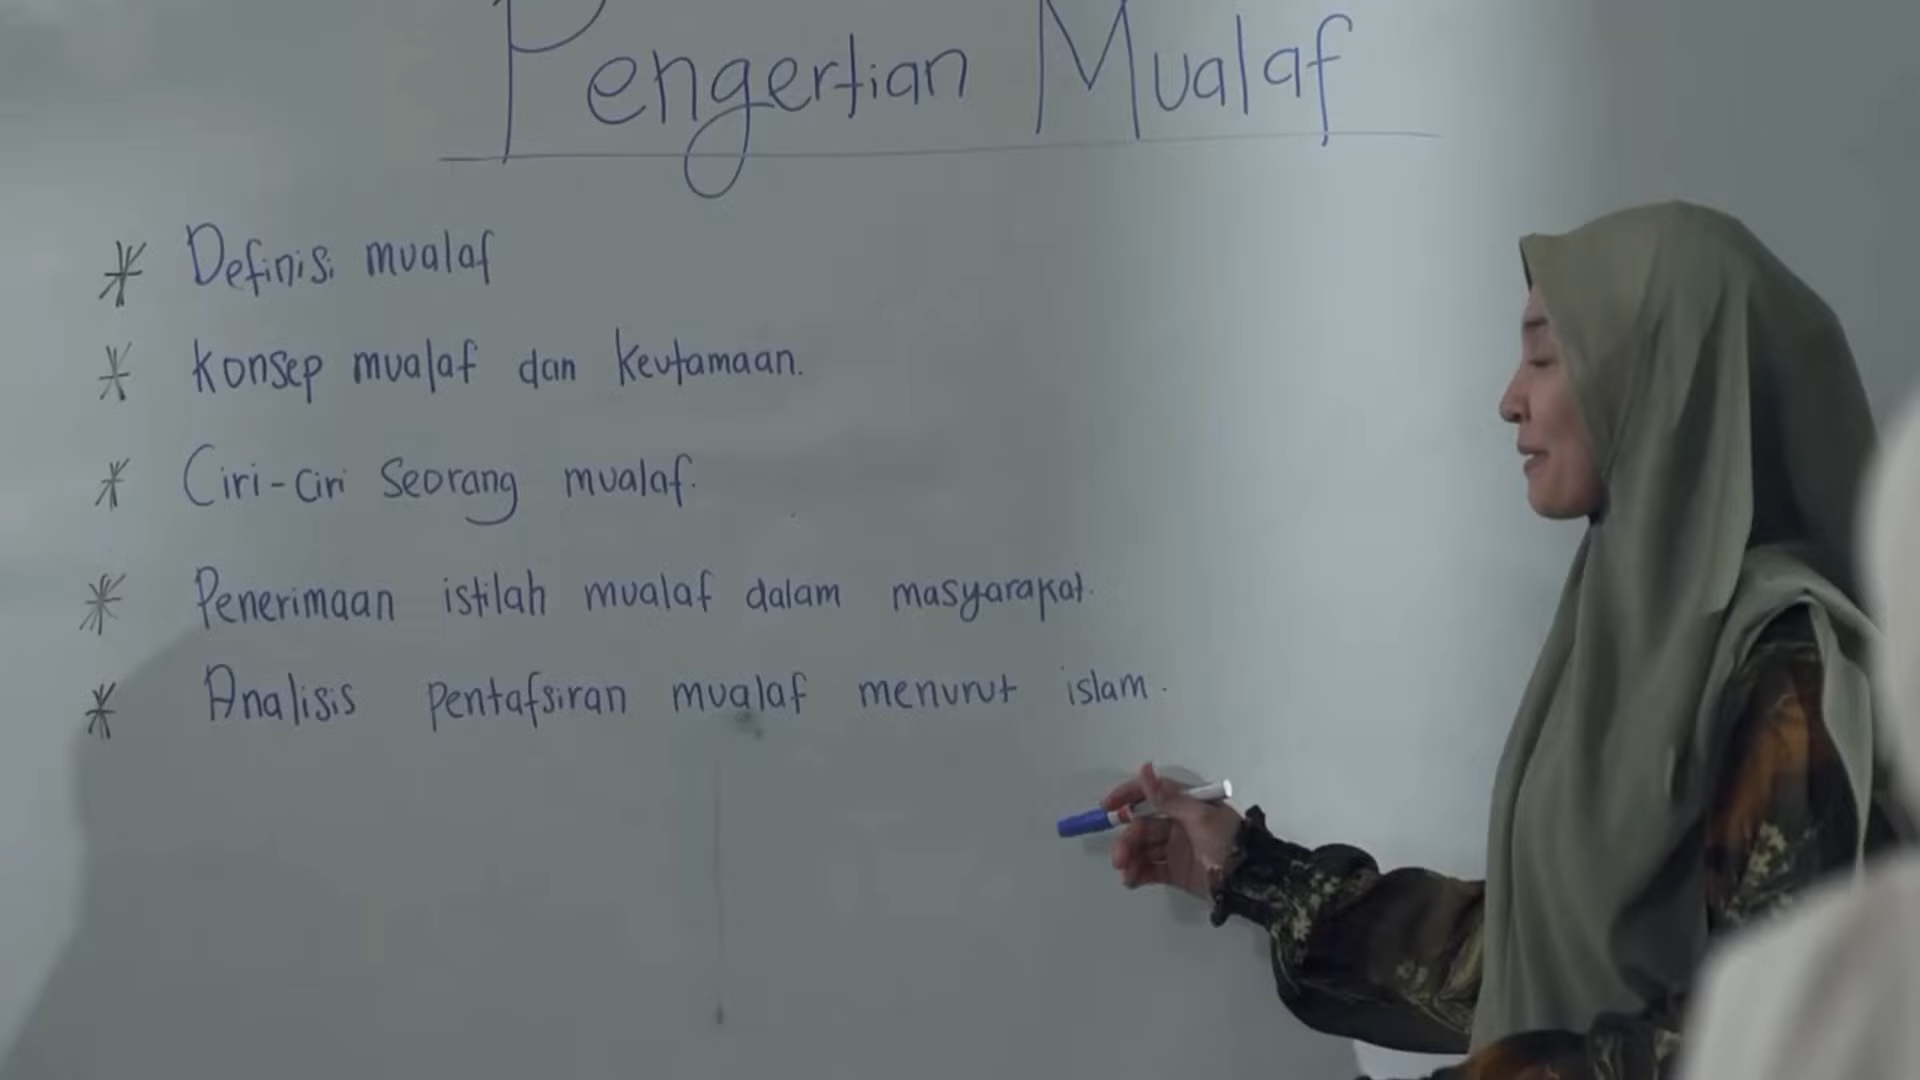 Pengertian Mualaf
* Definisi mualaf
* Konsep mualaf dan keutamaan.
* Ciri-ciri Seorang mualaf.
* Penerimaan istilah mualaf dalam masyarakat.
* Analisis pentafsiran mualaf menurut islam.